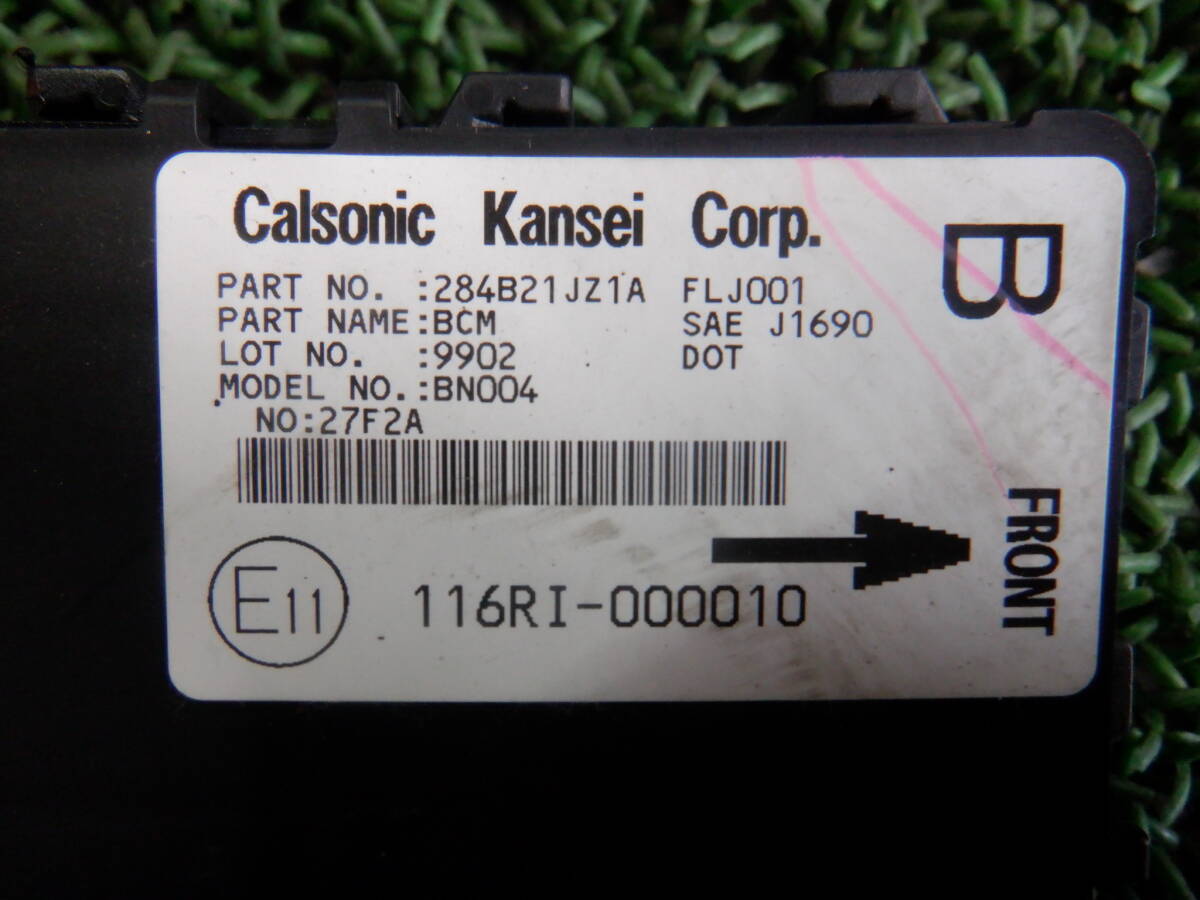 Calsonic Kansei Corp.
PART NO. :284B21JZ1A FLJ001
PART NAME:BCM SAE J1690
LOT NO. :9902 DOT
MODEL NO.:BN004
NO:27F2A
B
FRONT
E11
116RI-000010